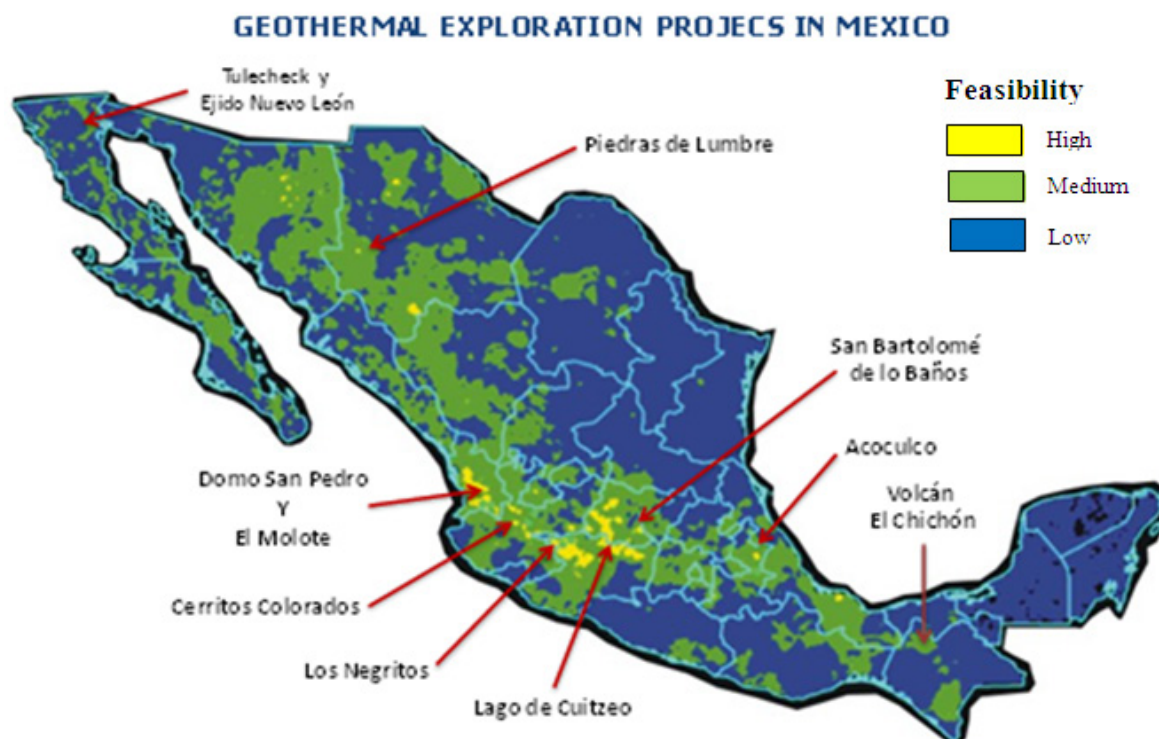 GEOTHERMAL EXPLORATION PROJECS IN MEXICO
Tulecheck y
Ejido Nuevo León
Piedras de Lumbre
Feasibility
High
Medium
Low
San Bartolomé
de lo Baños
Acoculco
Volcán
El Chichón
Domo San Pedro
Y
El Molote
Cerritos Colorados
Los Negritos
Lago de Cuitzeo